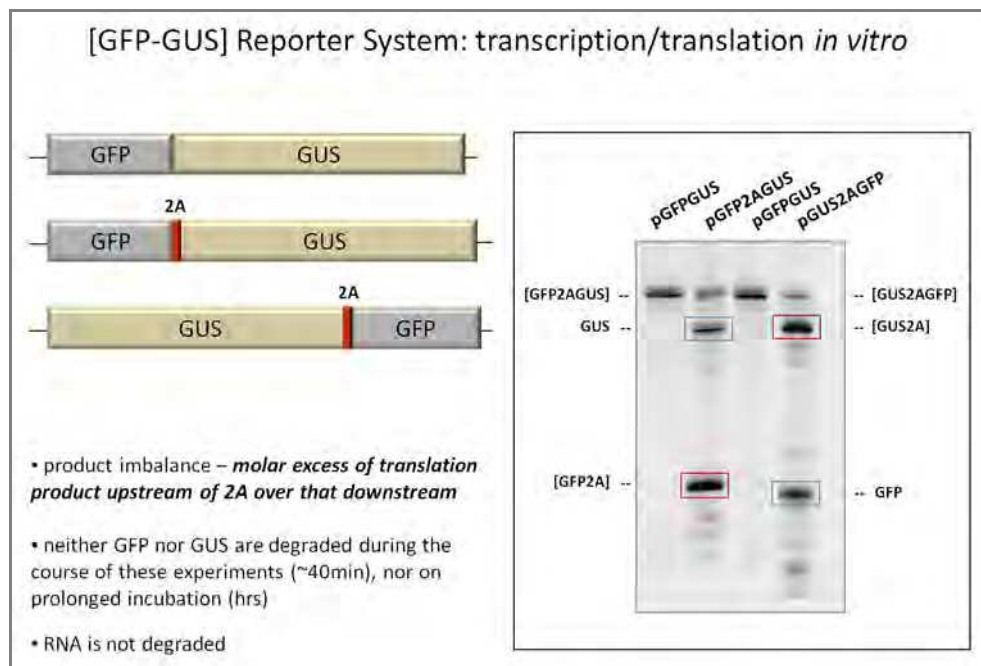 [GFP-GUS] Reporter System: transcription/translation in vitro
GFP
GUS
2A
GFP
GUS
2A
GUS
GFP
• product imbalance – molar excess of translation
product upstream of 2A over that downstream
• neither GFP nor GUS are degraded during the
course of these experiments (~40min), nor on
prolonged incubation (hrs)
• RNA is not degraded
pGFPGUS
pGFP2AGUS
pGFPGUS
pGUS2AGFP
[GFP2AGUS] --
-- [GUS2AGFP]
GUS --
-- [GUS2A]
[GFP2A] --
-- GFP